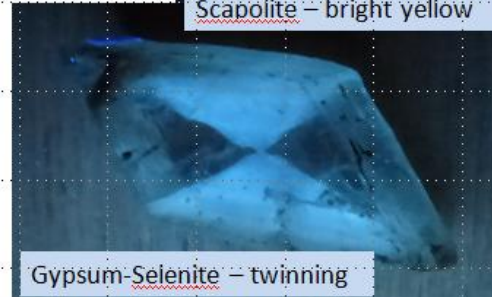 Scapolite – bright yellow
Gypsum-Selenite – twinning